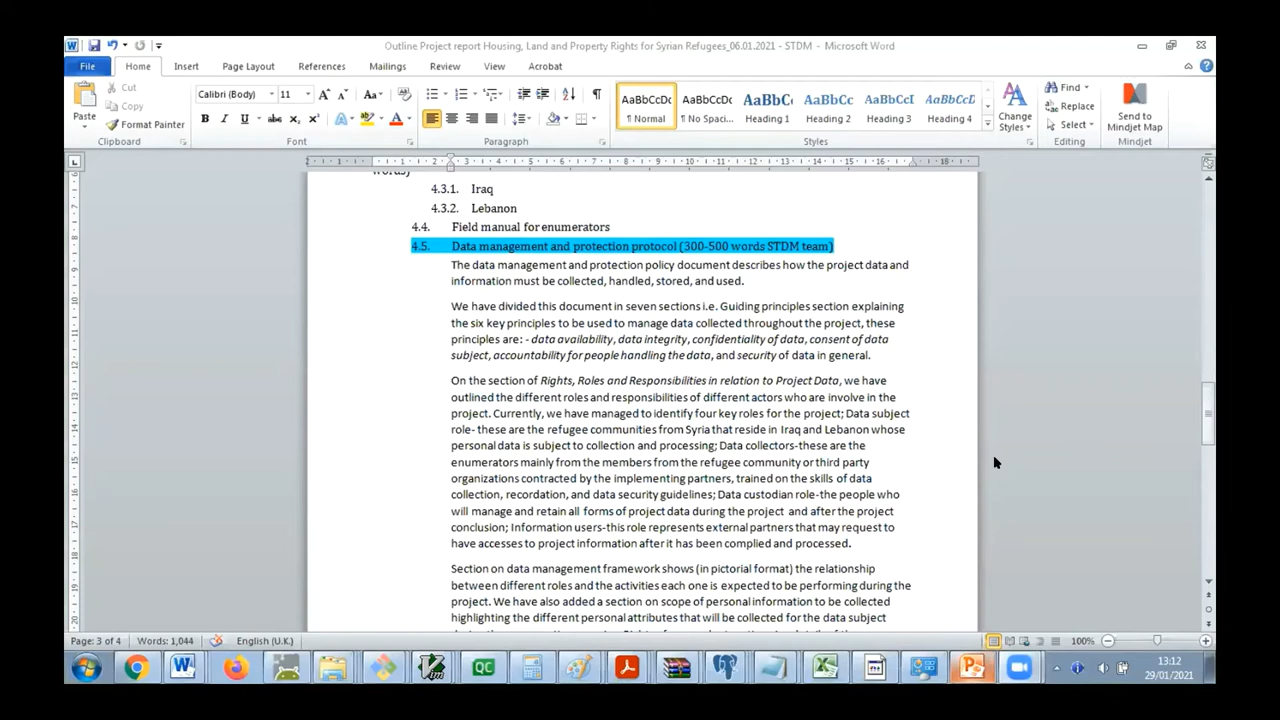 Outline Project report Housing, Land and Property Rights for Syrian Refugees_06.01.2021 - STDM - Microsoft Word
File Home Insert Page Layout References Mailings Review View Acrobat
Paste
Cut
Copy
Format Painter
Clipboard
Calibri (Body) 11
B I U abc X₂ X²
Font
Paragraph
AaBbCcDc AaBbCcDc AaBbC AaBbCc AaBbCcI AaBbCcD
¶ Normal ¶ No Spaci... Heading 1 Heading 2 Heading 3 Heading 4
Styles
Change Styles
Find
Replace
Select
Editing
Send to Mindjet Map
Mindjet
words)
4.3.1. Iraq
4.3.2. Lebanon
4.4. Field manual for enumerators
4.5. Data management and protection protocol (300-500 words STDM team)
The data management and protection policy document describes how the project data and
information must be collected, handled, stored, and used.
We have divided this document in seven sections i.e. Guiding principles section explaining
the six key principles to be used to manage data collected throughout the project, these
principles are: - data availability, data integrity, confidentiality of data, consent of data
subject, accountability for people handling the data, and security of data in general.
On the section of Rights, Roles and Responsibilities in relation to Project Data, we have
outlined the different roles and responsibilities of different actors who are involve in the
project. Currently, we have managed to identify four key roles for the project; Data subject
role- these are the refugee communities from Syria that reside in Iraq and Lebanon whose
personal data is subject to collection and processing; Data collectors-these are the
enumerators mainly from the members from the refugee community or third party
organizations contracted by the implementing partners, trained on the skills of data
collection, recordation, and data security guidelines; Data custodian role-the people who
will manage and retain all forms of project data during the project and after the project
conclusion; Information users-this role represents external partners that may request to
have accesses to project information after it has been complied and processed.
Section on data management framework shows (in pictorial format) the relationship
between different roles and the activities each one is expected to be performing during the
project. We have also added a section on scope of personal information to be collected
highlighting the different personal attributes that will be collected for the data subject
Page: 3 of 4 Words: 1,044 English (U.K.) 100%
13:12
29/01/2021